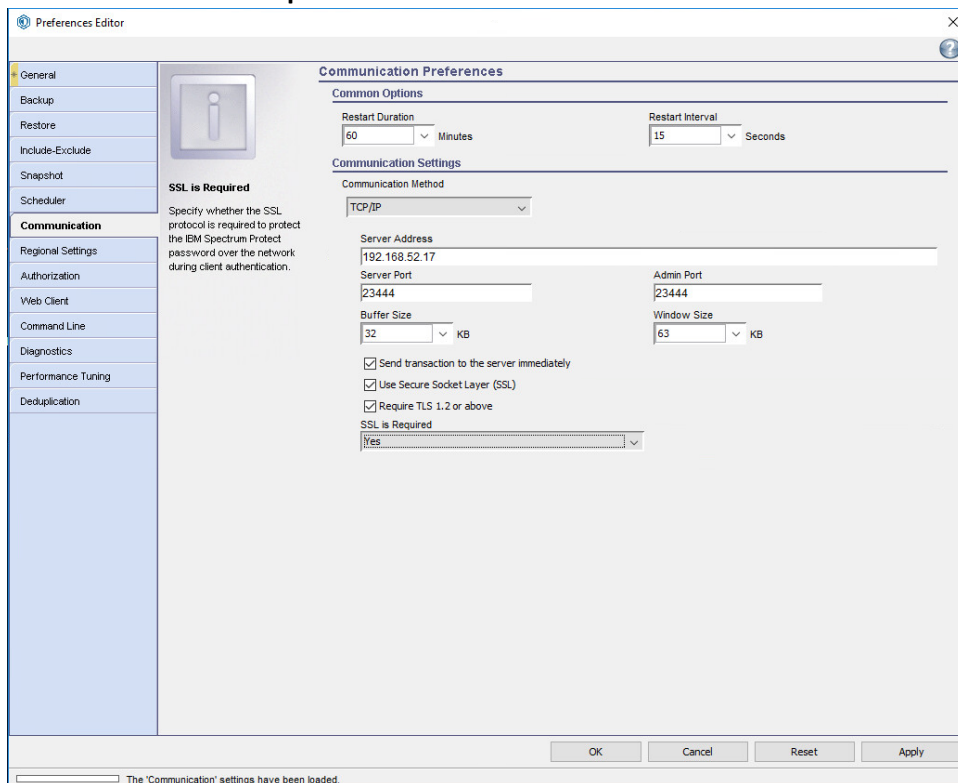 Preferences Editor
General
Backup
Restore
Include-Exclude
Snapshot
Scheduler
Communication
Regional Settings
Authorization
Web Client
Command Line
Diagnostics
Performance Tuning
Deduplication
SSL is Required
Specify whether the SSL
protocol is required to protect
the IBM Spectrum Protect
password over the network
during client authentication.
Communication Preferences
Common Options
Restart Duration
60 Minutes
Restart Interval
15 Seconds
Communication Settings
Communication Method
TCP/IP
Server Address
192.168.52.17
Server Port
23444
Admin Port
23444
Buffer Size
32 KB
Window Size
63 KB
Send transaction to the server immediately
Use Secure Socket Layer (SSL)
Require TLS 1.2 or above
SSL is Required
Yes
OK Cancel Reset Apply
The 'Communication' settings have been loaded.